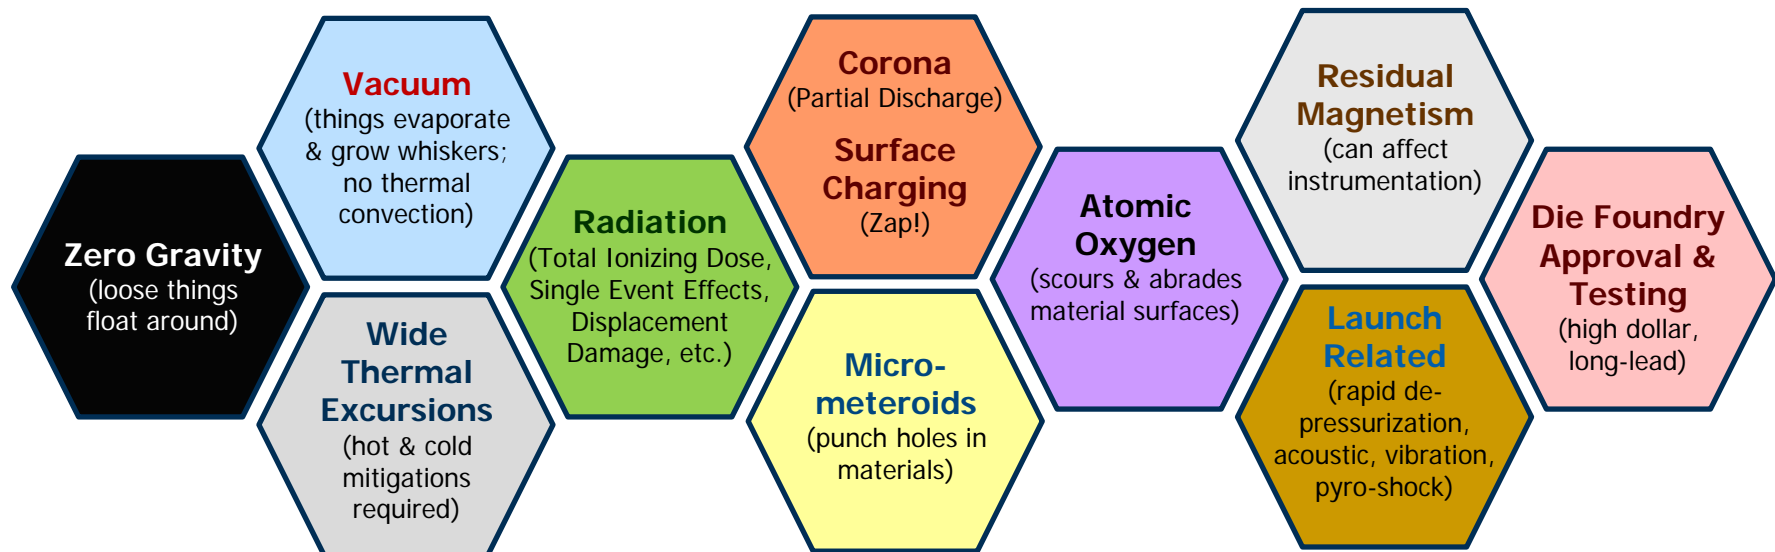 Zero Gravity
(loose things
float around)
Vacuum
(things evaporate
& grow whiskers;
no thermal
convection)
Wide
Thermal
Excursions
(hot & cold
mitigations
required)
Radiation
(Total Ionizing Dose,
Single Event Effects,
Displacement
Damage, etc.)
Corona
(Partial Discharge)
Surface
Charging
(Zap!)
Micro-
meteroids
(punch holes in
materials)
Atomic
Oxygen
(scours & abrades
material surfaces)
Residual
Magnetism
(can affect
instrumentation)
Launch
Related
(rapid de-
pressurization,
acoustic, vibration,
pyro-shock)
Die Foundry
Approval &
Testing
(high dollar,
long-lead)